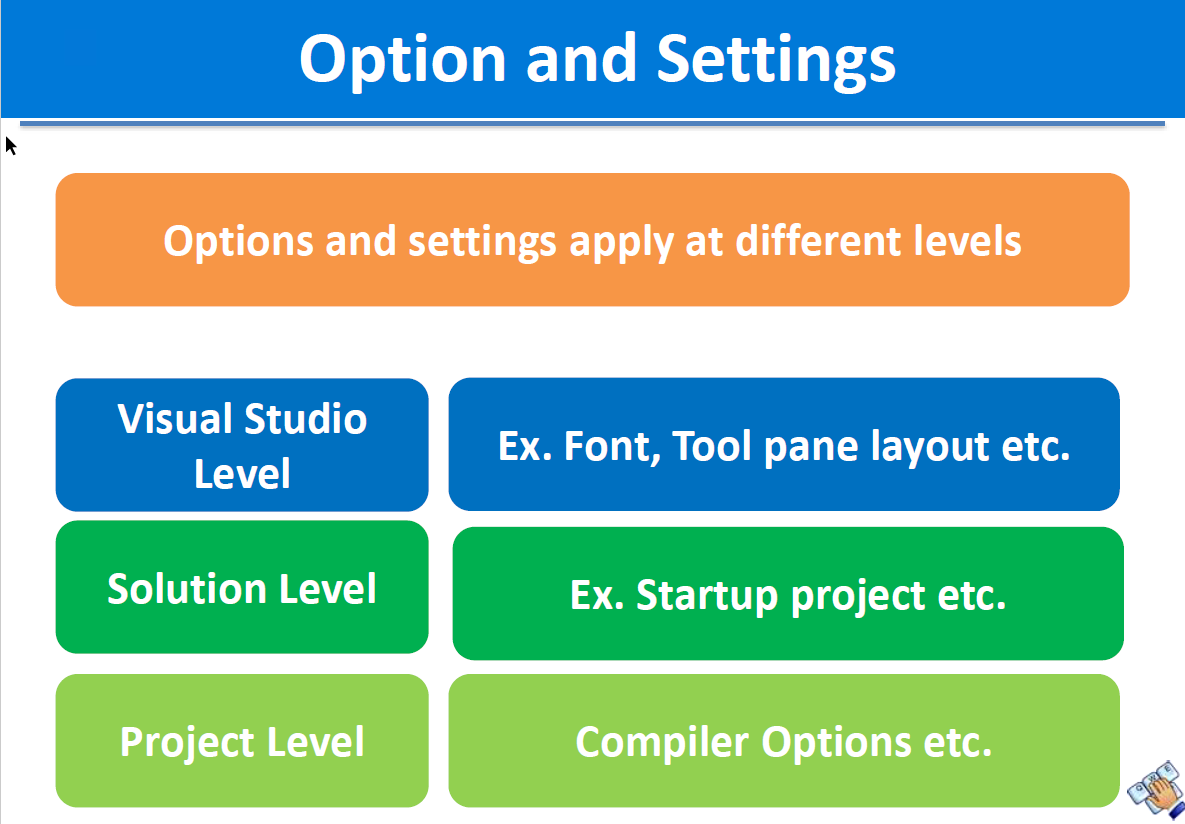 Option and Settings
Options and settings apply at different levels
Visual Studio
Level
Ex. Font, Tool pane layout etc.
Solution Level
Ex. Startup project etc.
Project Level
Compiler Options etc.
Q W E